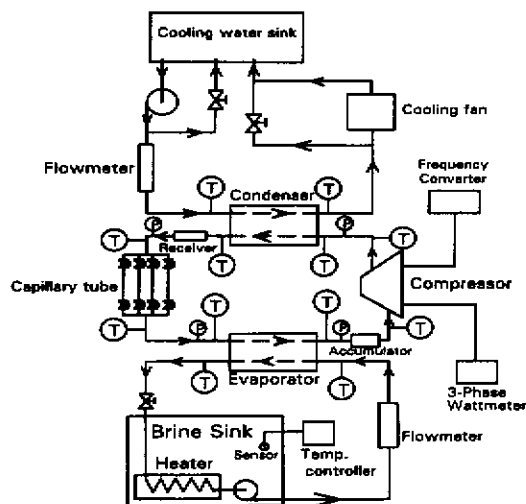 Cooling water sink
Cooling fan
Flowmeter
Frequency
Converter
T
T
Condenser
P
P
T
T
Receiver
T
T
Compressor
Capillary tube
T
P
T
P
T
Accumulator
T
Evaporator
T
3-Phase
Wattmeter
Brine Sink
Sensor
Temp.
controller
Flowmeter
Heater